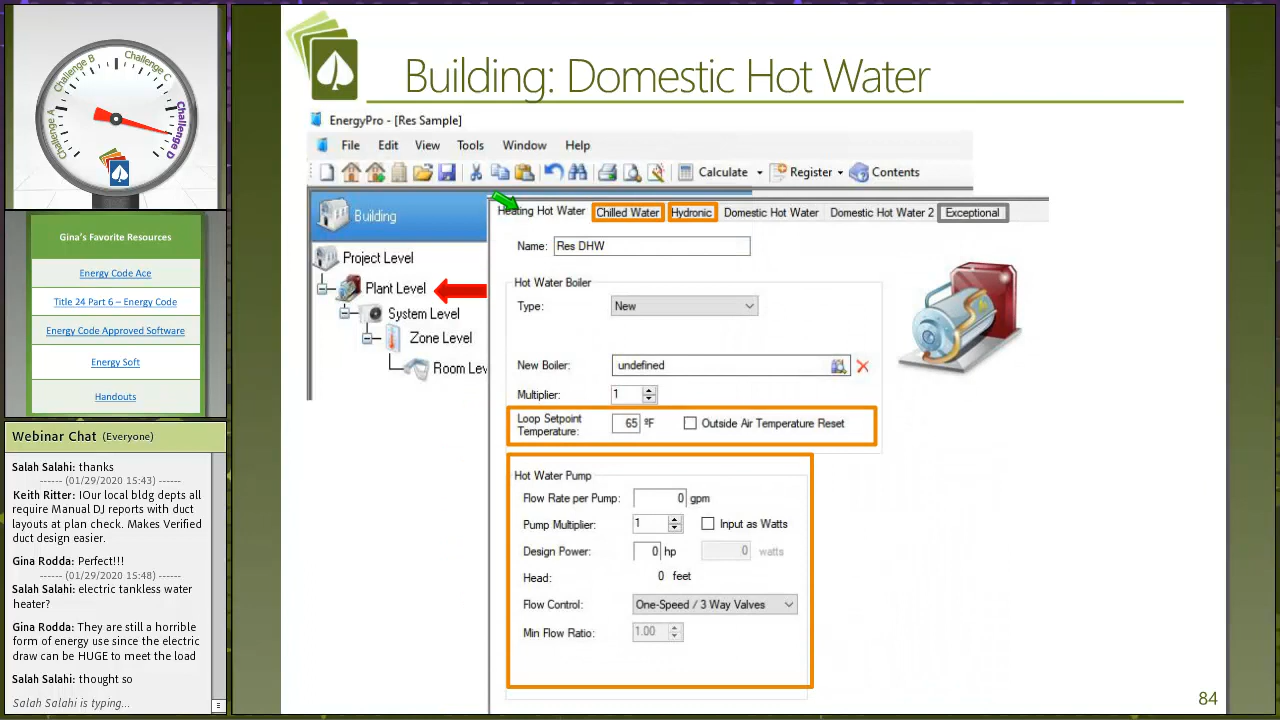 Challenge A
Challenge B
Challenge C
Challenge D
Gina's Favorite Resources
Energy Code Ace
Title 24 Part 6 – Energy Code
Energy Code Approved Software
Energy Soft
Handouts
Webinar Chat (Everyone)
Salah Salahi: thanks
------ (01/29/2020 15:43) ------
Keith Ritter: IOur local bldg depts all
require Manual DJ reports with duct
layouts at plan check. Makes Verified
duct design easier.
Gina Rodda: Perfect!!!
------ (01/29/2020 15:48) ------
Salah Salahi: electric tankless water
heater?
Gina Rodda: They are still a horrible
form of energy use since the electric
draw can be HUGE to meet the load
Salah Salahi: thought so
Salah Salahi is typing...
Building: Domestic Hot Water
EnergyPro - [Res Sample]
File Edit View Tools Window Help
Calculate Register Contents
Building
Project Level
Plant Level
System Level
Zone Level
Room Lev
Heating Hot Water Chilled Water Hydronic Domestic Hot Water Domestic Hot Water 2 Exceptional
Name: Res DHW
Hot Water Boiler
Type: New
New Boiler: undefined
Multiplier: 1
Loop Setpoint
Temperature: 65 ºF Outside Air Temperature Reset
Hot Water Pump
Flow Rate per Pump: 0 gpm
Pump Multiplier: 1 Input as Watts
Design Power: 0 hp 0 watts
Head: 0 feet
Flow Control: One-Speed / 3 Way Valves
Min Flow Ratio: 1.00
84